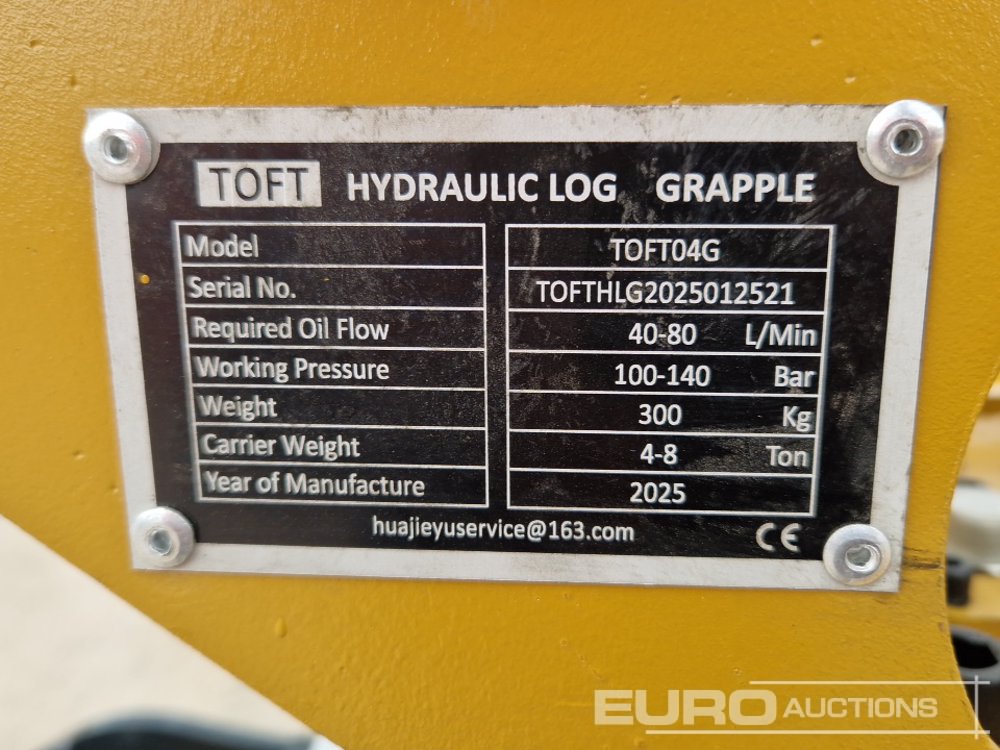 TOFT HYDRAULIC LOG GRAPPLE
Model TOFT04G
Serial No. TOFTHLG2025012521
Required Oil Flow 40-80 L/Min
Working Pressure 100-140 Bar
Weight 300 Kg
Carrier Weight 4-8 Ton
Year of Manufacture 2025
huajieyuservice@163.com CE
EURO AUCTIONS